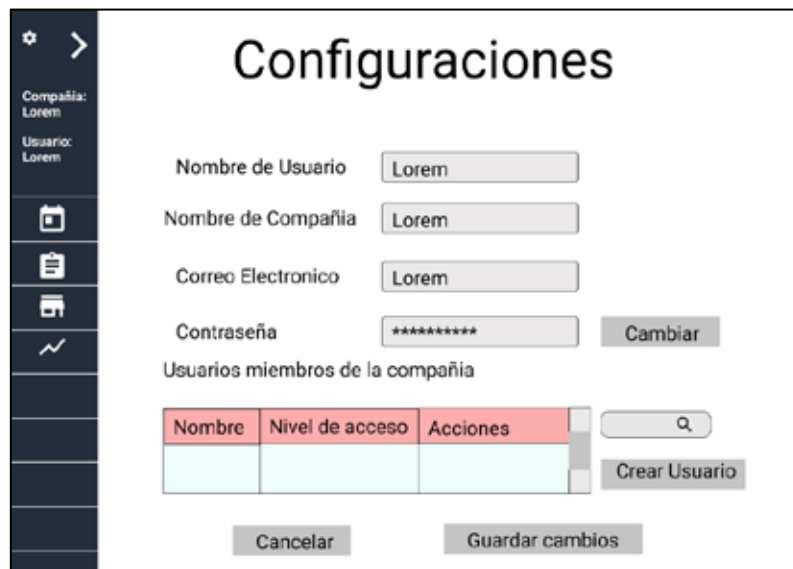 Configuraciones
Compañia:
Lorem
Usuario:
Lorem
Nombre de Usuario Lorem
Nombre de Compañia Lorem
Correo Electronico Lorem
Contraseña ********** Cambiar
Usuarios miembros de la compañia
Nombre Nivel de acceso Acciones
Crear Usuario
Cancelar Guardar cambios